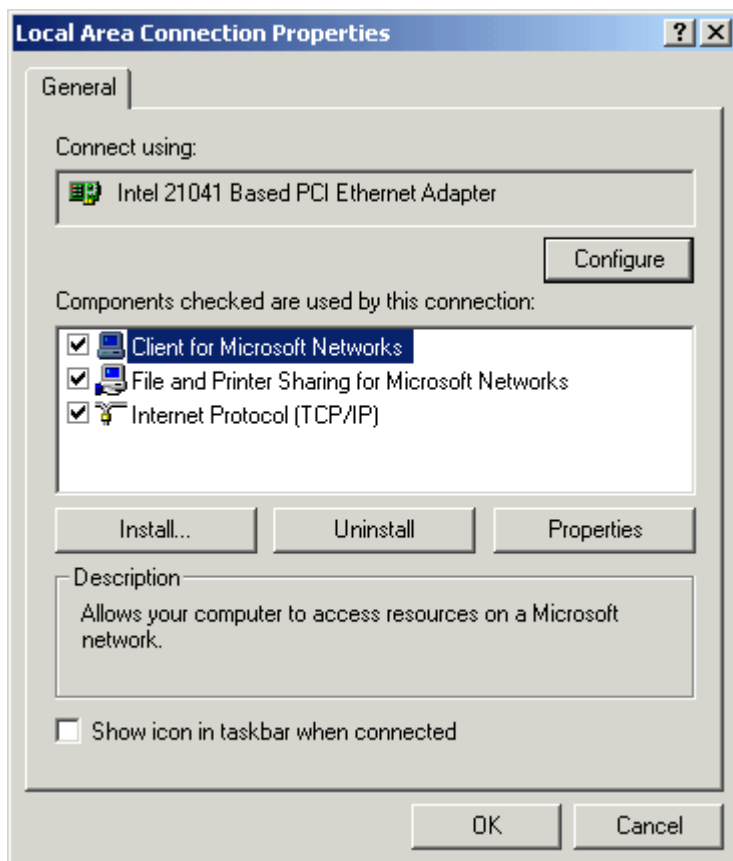 Local Area Connection Properties
General
Connect using:
Intel 21041 Based PCI Ethernet Adapter
Configure
Components checked are used by this connection:
Client for Microsoft Networks
File and Printer Sharing for Microsoft Networks
Internet Protocol (TCP/IP)
Install... Uninstall Properties
Description
Allows your computer to access resources on a Microsoft
network.
Show icon in taskbar when connected
OK Cancel